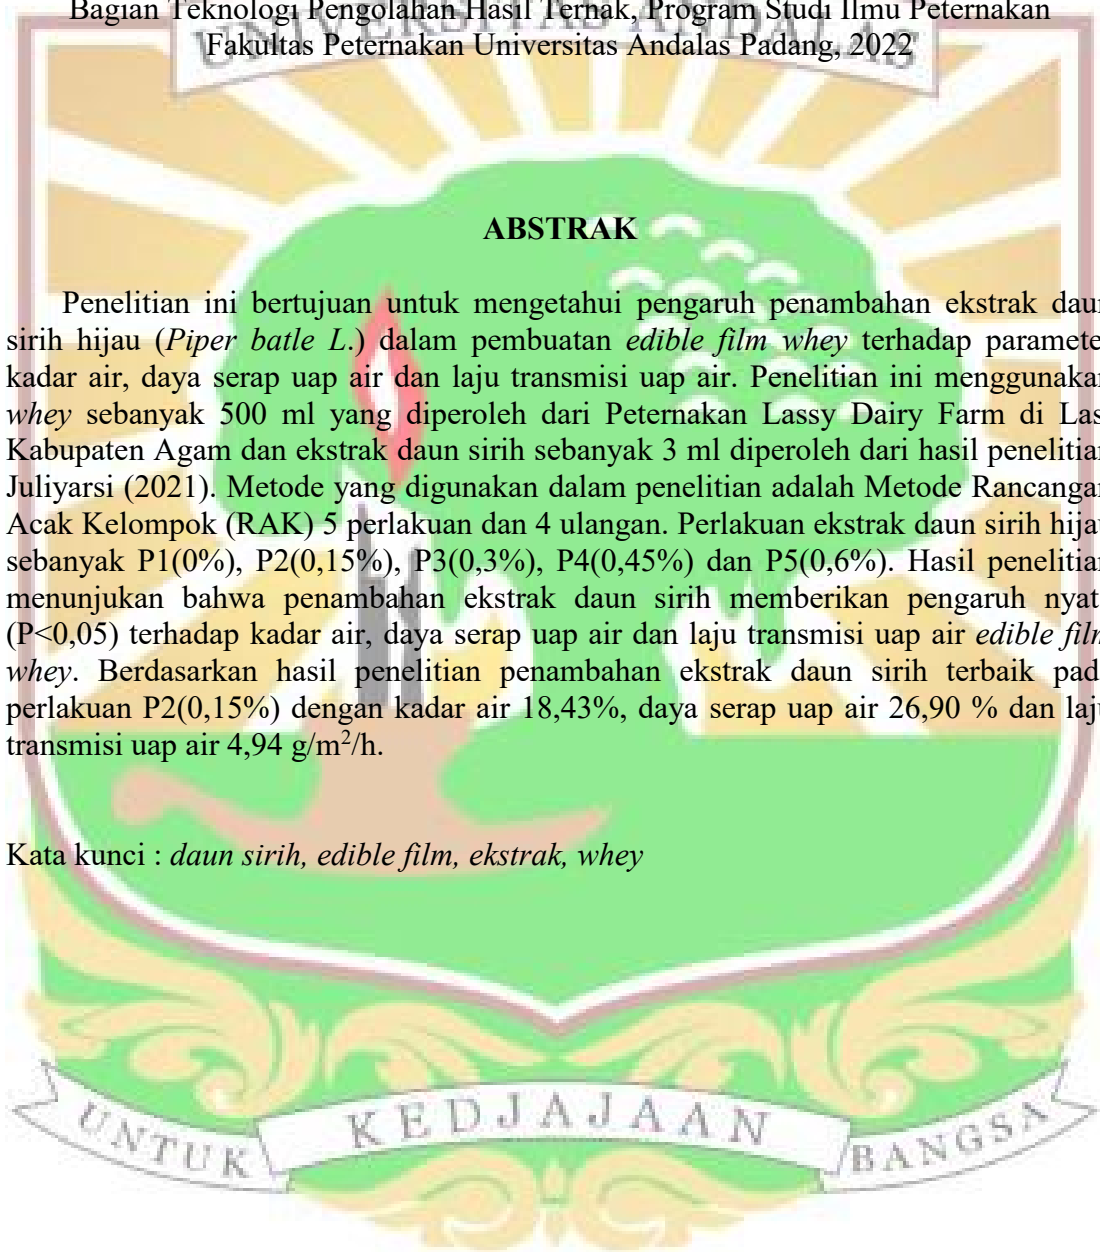 Bagian Teknologi Pengolahan Hasil Ternak, Program Studi Ilmu Peternakan
UNIVERSITAS ANDALAS
Fakultas Peternakan Universitas Andalas Padang, 2022
ABSTRAK
Penelitian ini bertujuan untuk mengetahui pengaruh penambahan ekstrak daun
sirih hijau (Piper batle L.) dalam pembuatan edible film whey terhadap paramete
kadar air, daya serap uap air dan laju transmisi uap air. Penelitian ini menggunakan
whey sebanyak 500 ml yang diperoleh dari Peternakan Lassy Dairy Farm di Las
Kabupaten Agam dan ekstrak daun sirih sebanyak 3 ml diperoleh dari hasil penelitian
Juliyarsi (2021). Metode yang digunakan dalam penelitian adalah Metode Rancangan
Acak Kelompok (RAK) 5 perlakuan dan 4 ulangan. Perlakuan ekstrak daun sirih hijau
sebanyak P1(0%), P2(0,15%), P3(0,3%), P4(0,45%) dan P5(0,6%). Hasil penelitian
menunjukan bahwa penambahan ekstrak daun sirih memberikan pengaruh nyat
(P<0,05) terhadap kadar air, daya serap uap air dan laju transmisi uap air edible film
whey. Berdasarkan hasil penelitian penambahan ekstrak daun sirih terbaik pad
perlakuan P2(0,15%) dengan kadar air 18,43%, daya serap uap air 26,90 % dan laju
transmisi uap air 4,94 g/m²/h.
Kata kunci : daun sirih, edible film, ekstrak, whey
UNTUK KEDJAJAAN BANGSA